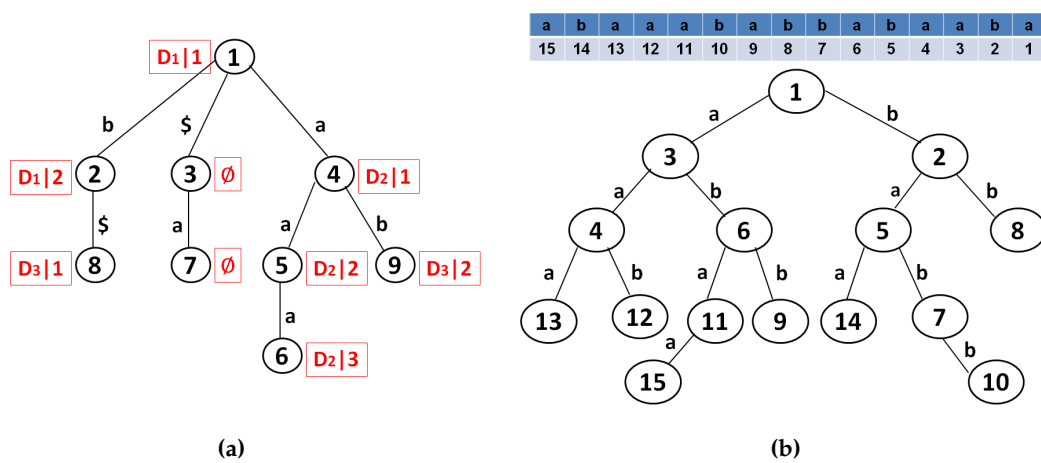 a b a a a b a b b a b a a b a
15 14 13 12 11 10 9 8 7 6 5 4 3 2 1
D1|1 1
b $ a
D1|2 2 3 ∅ 4 D2|1
$ a a b
D3|1 8 7 ∅ 5 D2|2 9 D3|2
a
6 D2|3
(a)
1
a b
3 2
a b a b
4 6 5 8
a b a b a b
13 12 11 9 14 7
a b
15 10
(b)